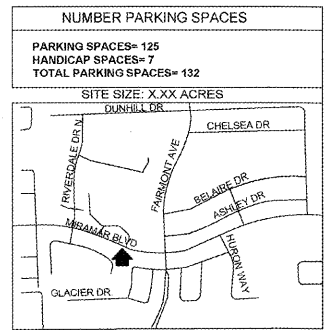 NUMBER PARKING SPACES
PARKING SPACES= 125
HANDICAP SPACES= 7
TOTAL PARKING SPACES= 132
SITE SIZE: X.XX ACRES
DUNHILL DR
CHELSEA DR
RIVERDALE DR N
FAIRMONT AVE
BELAIRE DR
ASHLEY DR
MIRAMAR BLVD
HURON WAY
GLACIER DR.